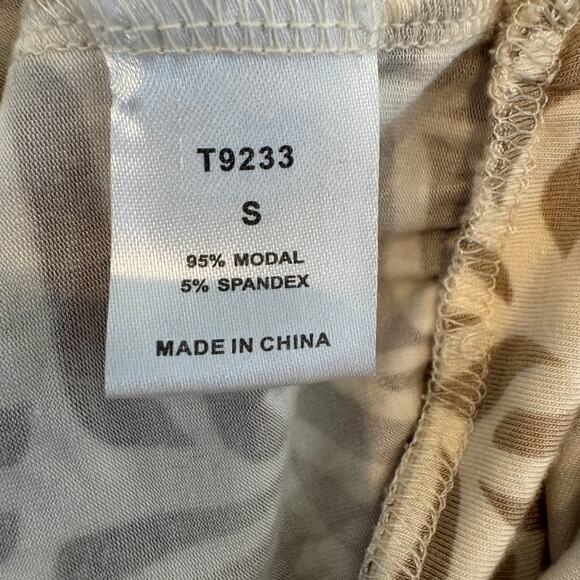 T9233
S
95% MODAL
5% SPANDEX
MADE IN CHINA